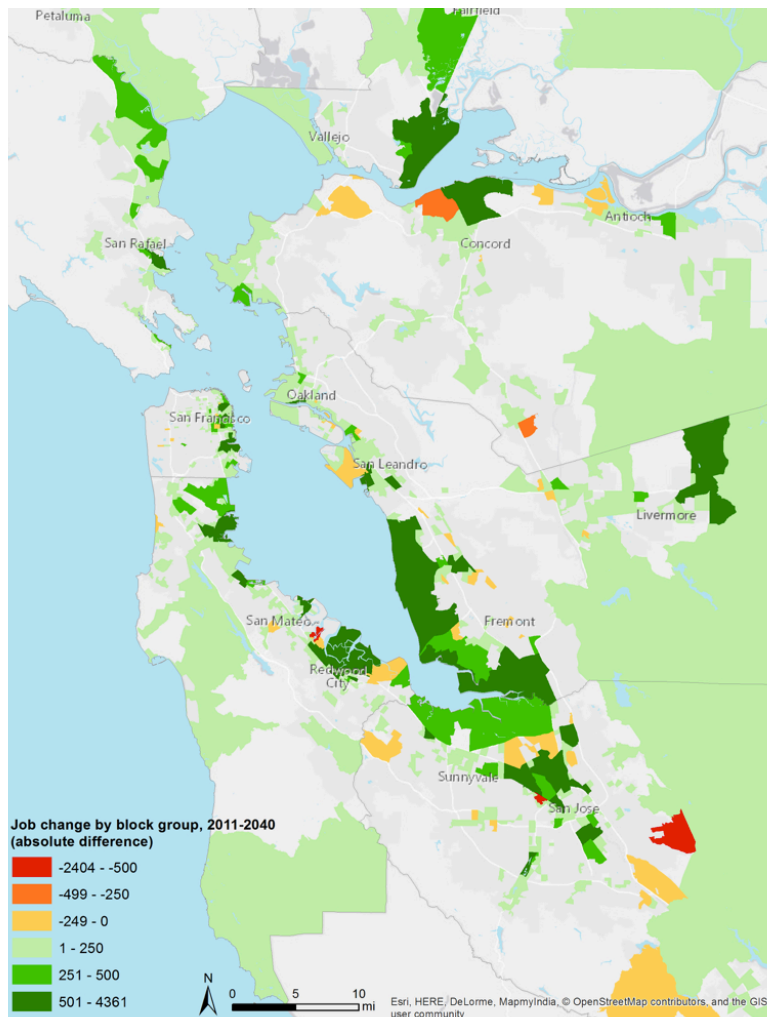 Petaluma
Fairfield
Vallejo
Antioch
San Rafael
Concord
Oakland
San Francisco
San Leandro
Livermore
San Mateo
Fremont
Redwood
City
Sunnyvale
San Jose
Job change by block group, 2011-2040
(absolute difference)
-2404 - -500
-499 - -250
-249 - 0
1 - 250
251 - 500
501 - 4361
N
0 5 10
mi
Esri, HERE, DeLorme, MapmyIndia, © OpenStreetMap contributors, and the GIS
user community